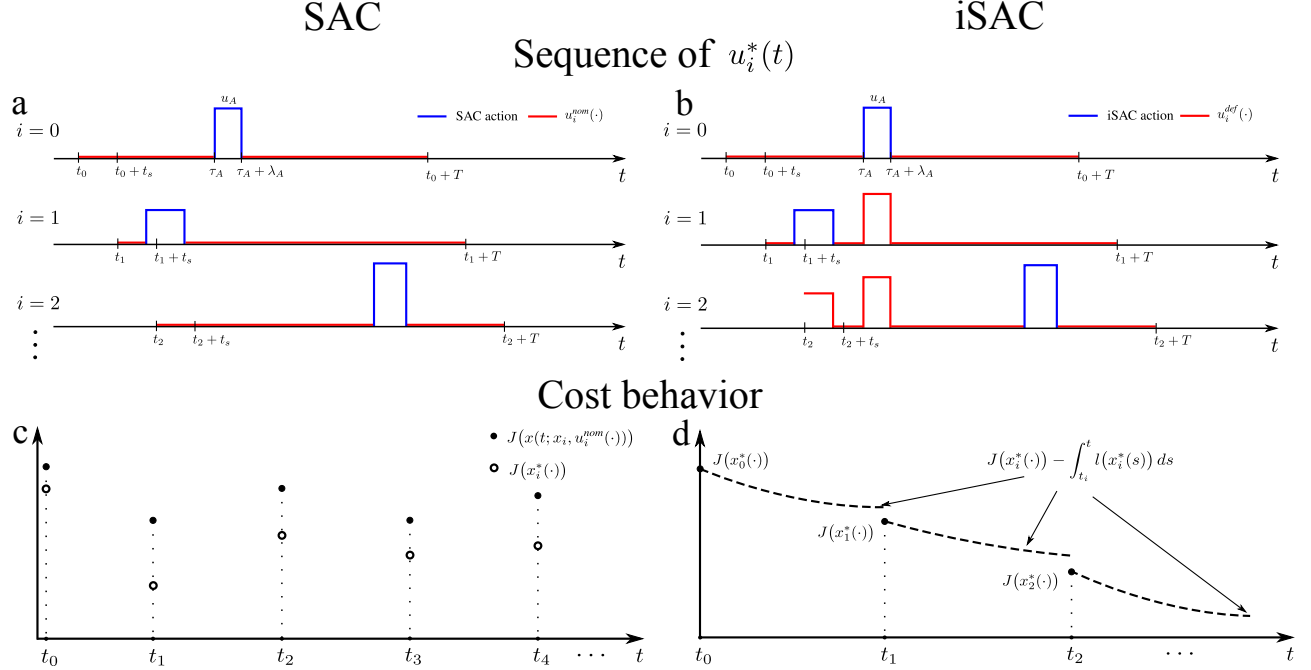 SAC
iSAC
Sequence of $u_i^*(t)$
a
$u_A$
SAC action
$u_i^{nom}(\cdot)$
$i = 0$
$t_0$
$t_0 + t_s$
$\tau_A$
$\tau_A + \lambda_A$
$t_0 + T$
$t$
$i = 1$
$t_1$
$t_1 + t_s$
$t_1 + T$
$t$
$i = 2$
$t_2$
$t_2 + t_s$
$t_2 + T$
$t$
⋮
b
$u_A$
iSAC action
$u_i^{def}(\cdot)$
$i = 0$
$t_0$
$t_0 + t_s$
$\tau_A$
$\tau_A + \lambda_A$
$t_0 + T$
$t$
$i = 1$
$t_1$
$t_1 + t_s$
$t_1 + T$
$t$
$i = 2$
$t_2$
$t_2 + t_s$
$t_2 + T$
$t$
⋮
Cost behavior
c
$J(x(t; x_i, u_i^{nom}(\cdot)))$
$J(x_i^*(\cdot))$
$t_0$
$t_1$
$t_2$
$t_3$
$t_4$
⋯
$t$
d
$J(x_0^*(\cdot))$
$J(x_i^*(\cdot)) - \int_{t_i}^{t} l(x_i^*(s))\, ds$
$J(x_1^*(\cdot))$
$J(x_2^*(\cdot))$
$t_0$
$t_1$
$t_2$
⋯
$t$